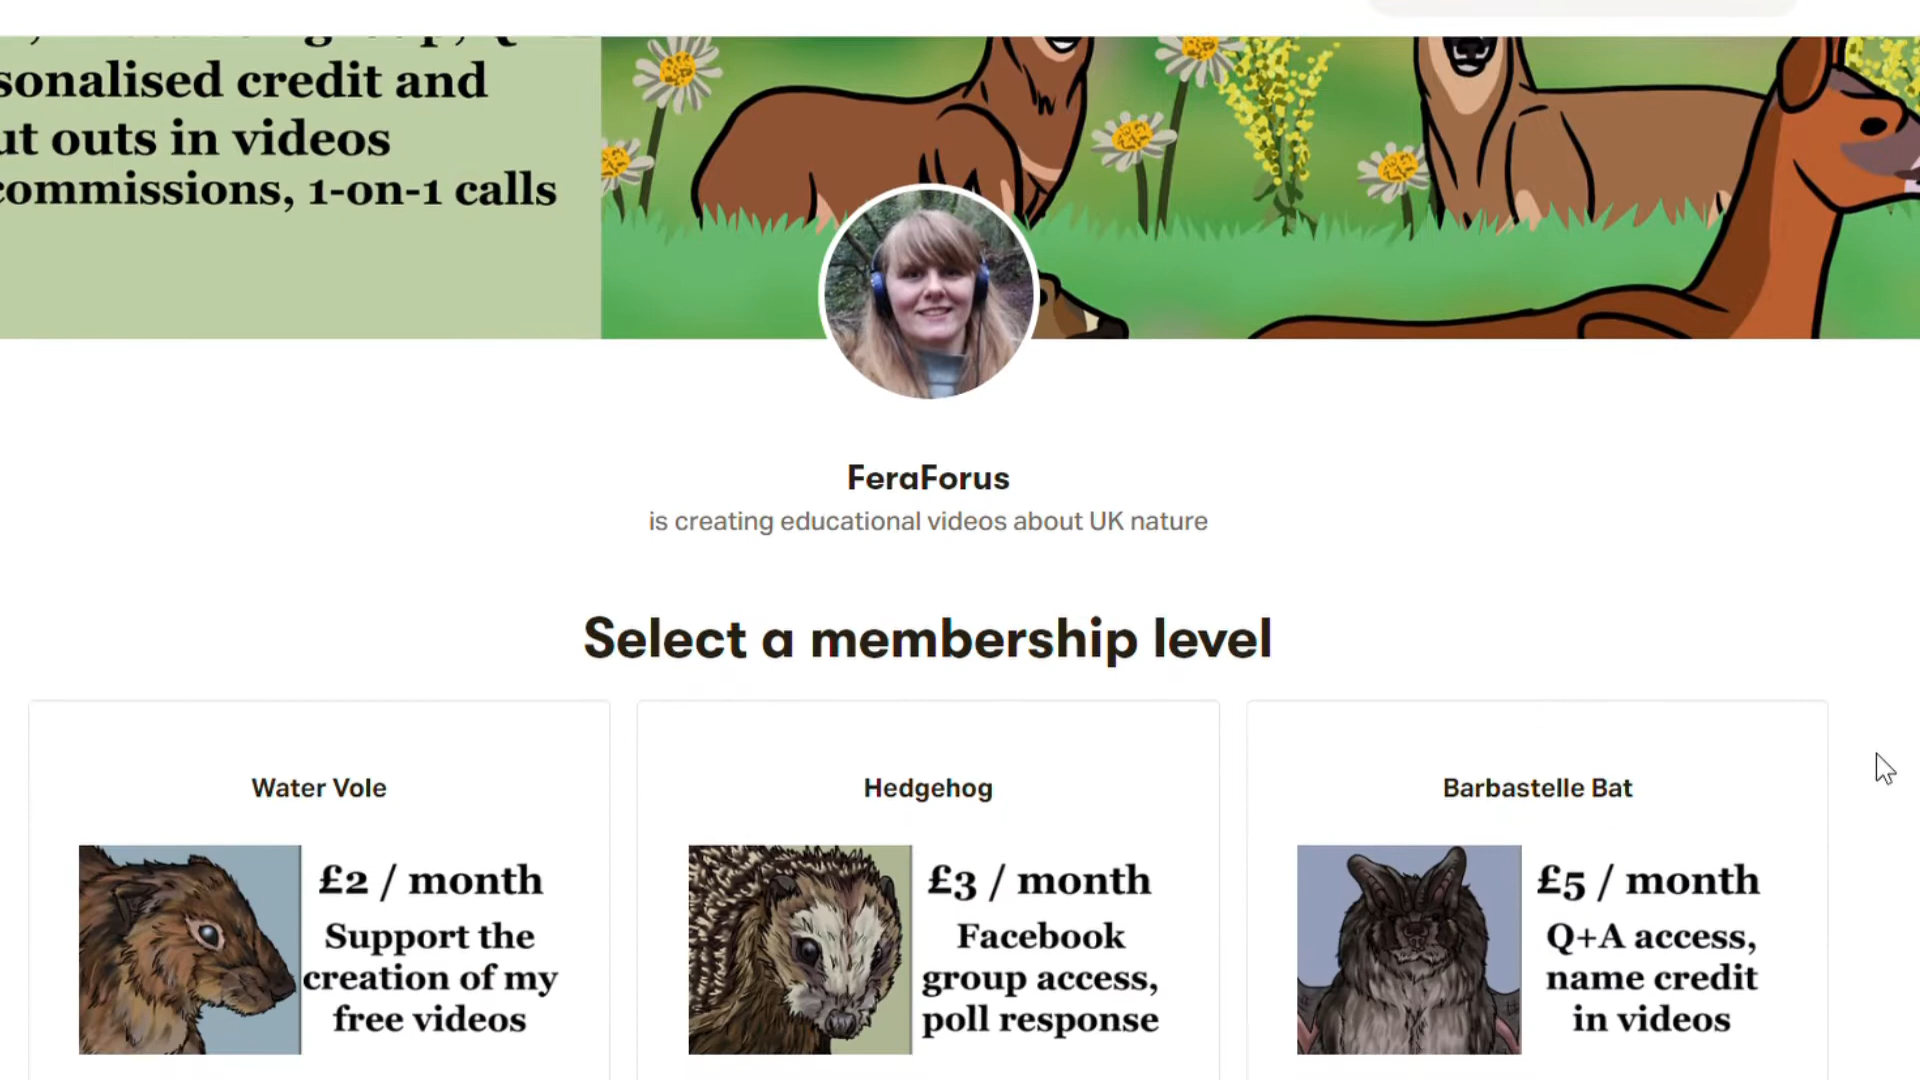 sonalised credit and
ut outs in videos
commissions, 1-on-1 calls
FeraForus
is creating educational videos about UK nature
Select a membership level
Water Vole
£2 / month
Support the
creation of my
free videos
Hedgehog
£3 / month
Facebook
group access,
poll response
Barbastelle Bat
£5 / month
Q+A access,
name credit
in videos